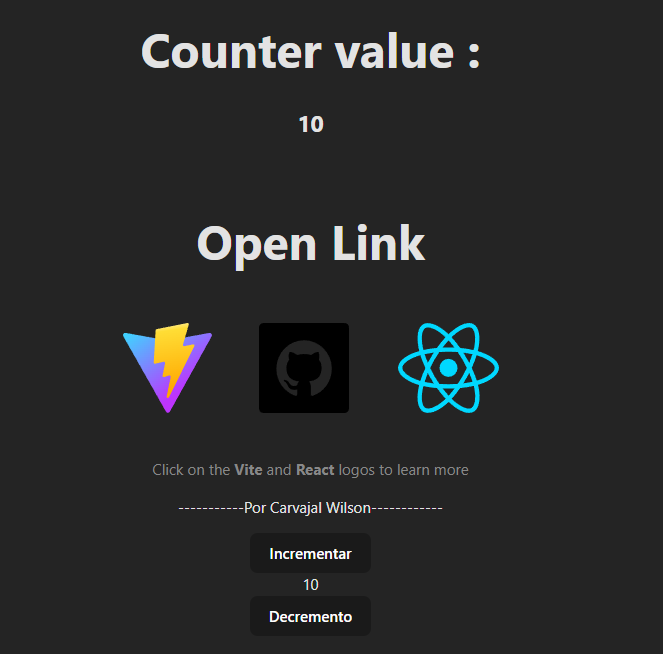 Counter value :
10
Open Link
Click on the Vite and React logos to learn more
-----------Por Carvajal Wilson------------
Incrementar
10
Decremento